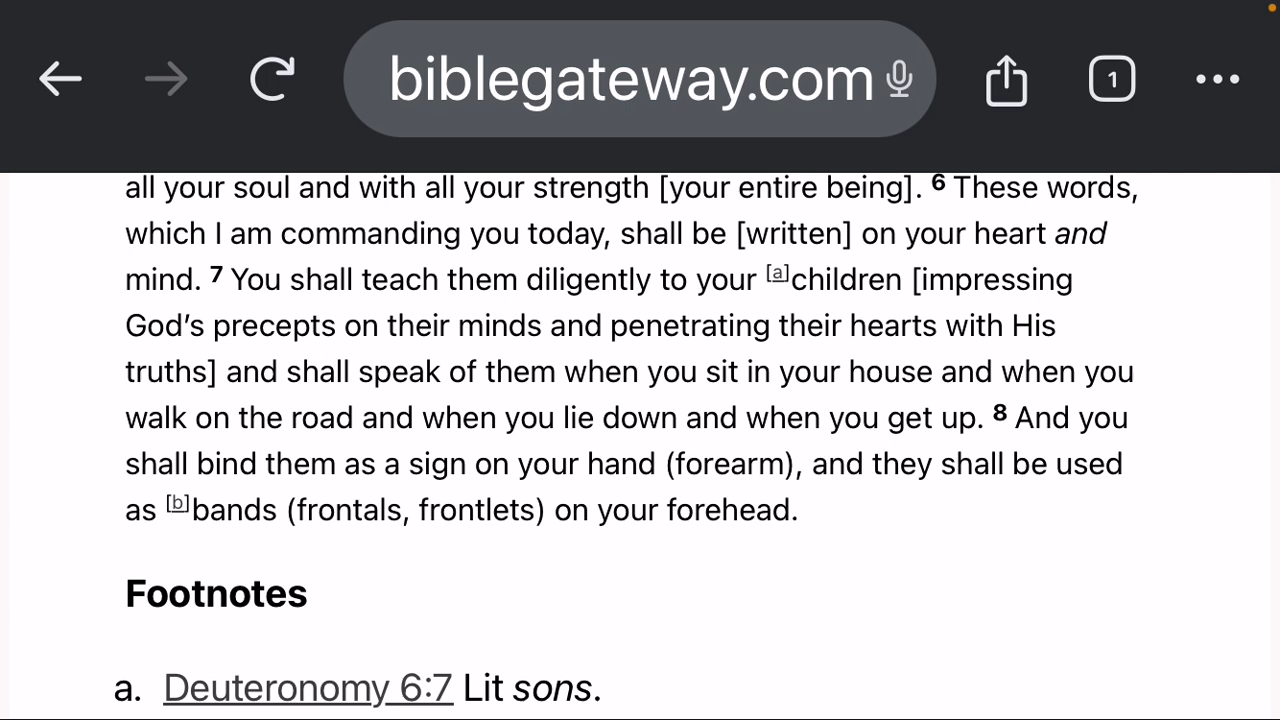 biblegateway.com
1
all your soul and with all your strength [your entire being]. 6 These words,
which I am commanding you today, shall be [written] on your heart and
mind. 7 You shall teach them diligently to your [a]children [impressing
God’s precepts on their minds and penetrating their hearts with His
truths] and shall speak of them when you sit in your house and when you
walk on the road and when you lie down and when you get up. 8 And you
shall bind them as a sign on your hand (forearm), and they shall be used
as [b]bands (frontals, frontlets) on your forehead.
Footnotes
a. Deuteronomy 6:7 Lit sons.